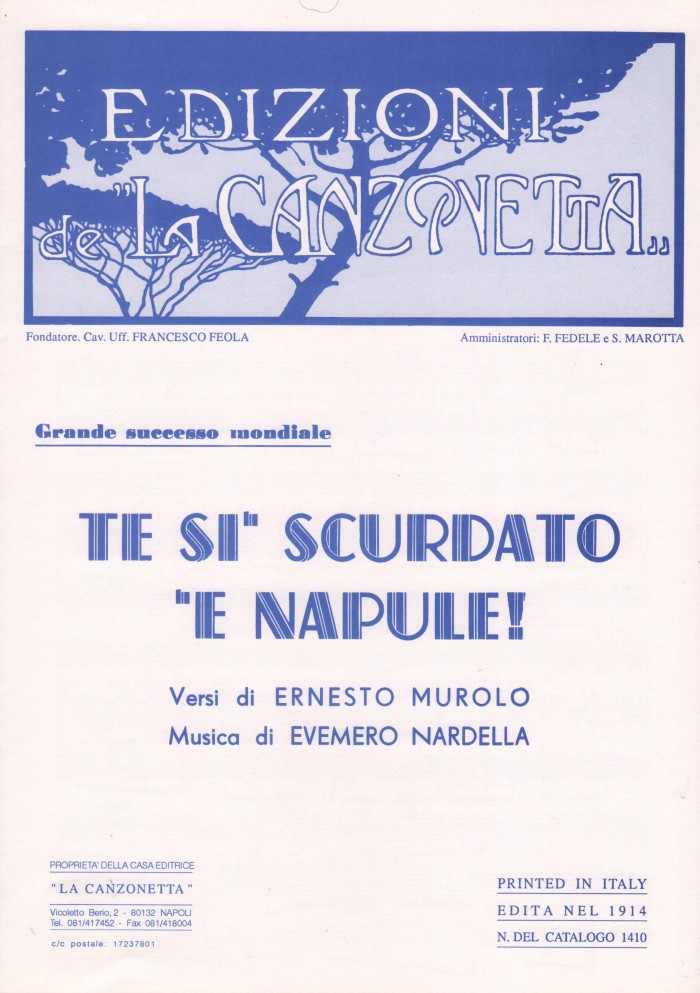 EDIZIONI
de "LA CANZONETTA„
Fondatore. Cav. Uff. FRANCESCO FEOLA
Amministratori: F. FEDELE e S. MAROTTA
Grande successo mondiale
TE SI' SCURDATO
'E NAPULE!
Versi di ERNESTO MUROLO
Musica di EVEMERO NARDELLA
PROPRIETA' DELLA CASA EDITRICE
"LA CANZONETTA"
Vicoletto Berio, 2 - 80132 NAPOLI
Tel. 081/417452 - Fax 081/418004
c/c postale: 17237801
PRINTED IN ITALY
EDITA NEL 1914
N. DEL CATALOGO 1410